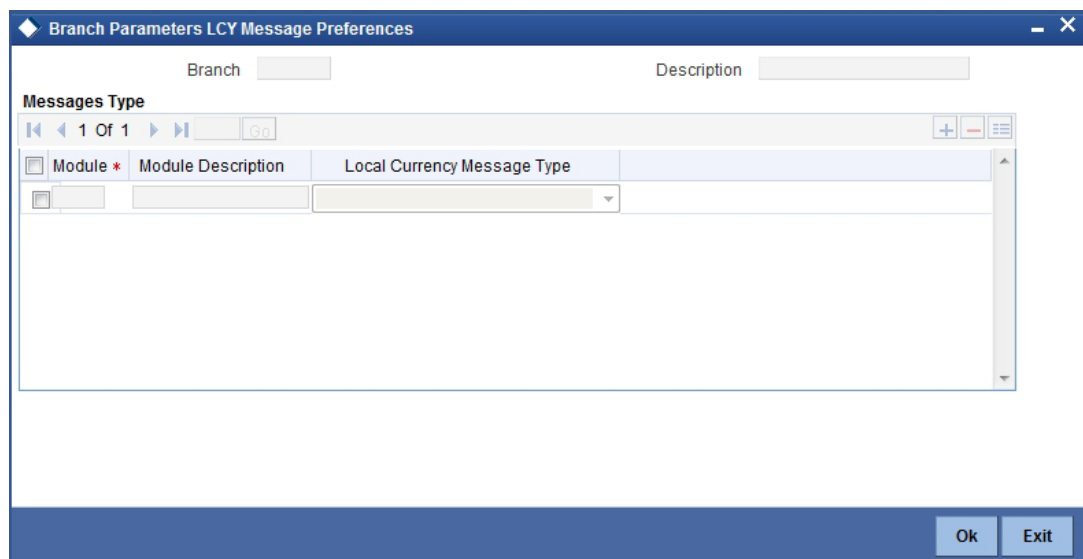 Branch Parameters LCY Message Preferences
Branch
Description
Messages Type
1 Of 1 Go
Module * Module Description Local Currency Message Type
Ok Exit